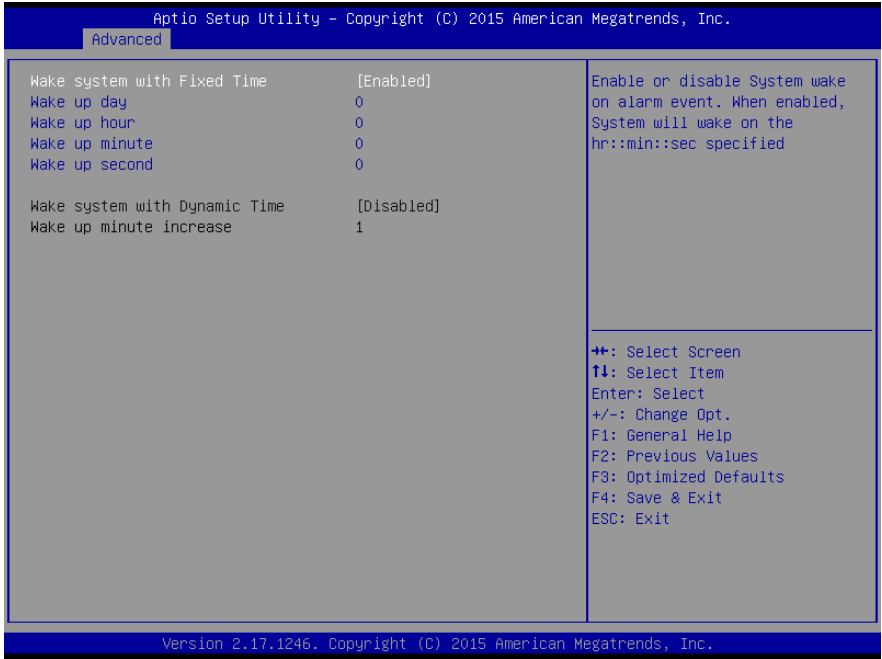 Aptio Setup Utility – Copyright (C) 2015 American Megatrends, Inc.
Advanced
Wake system with Fixed Time [Enabled]
Wake up day 0
Wake up hour 0
Wake up minute 0
Wake up second 0
Wake system with Dynamic Time [Disabled]
Wake up minute increase 1
Enable or disable System wake
on alarm event. When enabled,
System will wake on the
hr::min::sec specified
→←: Select Screen
↑↓: Select Item
Enter: Select
+/-: Change Opt.
F1: General Help
F2: Previous Values
F3: Optimized Defaults
F4: Save & Exit
ESC: Exit
Version 2.17.1246. Copyright (C) 2015 American Megatrends, Inc.